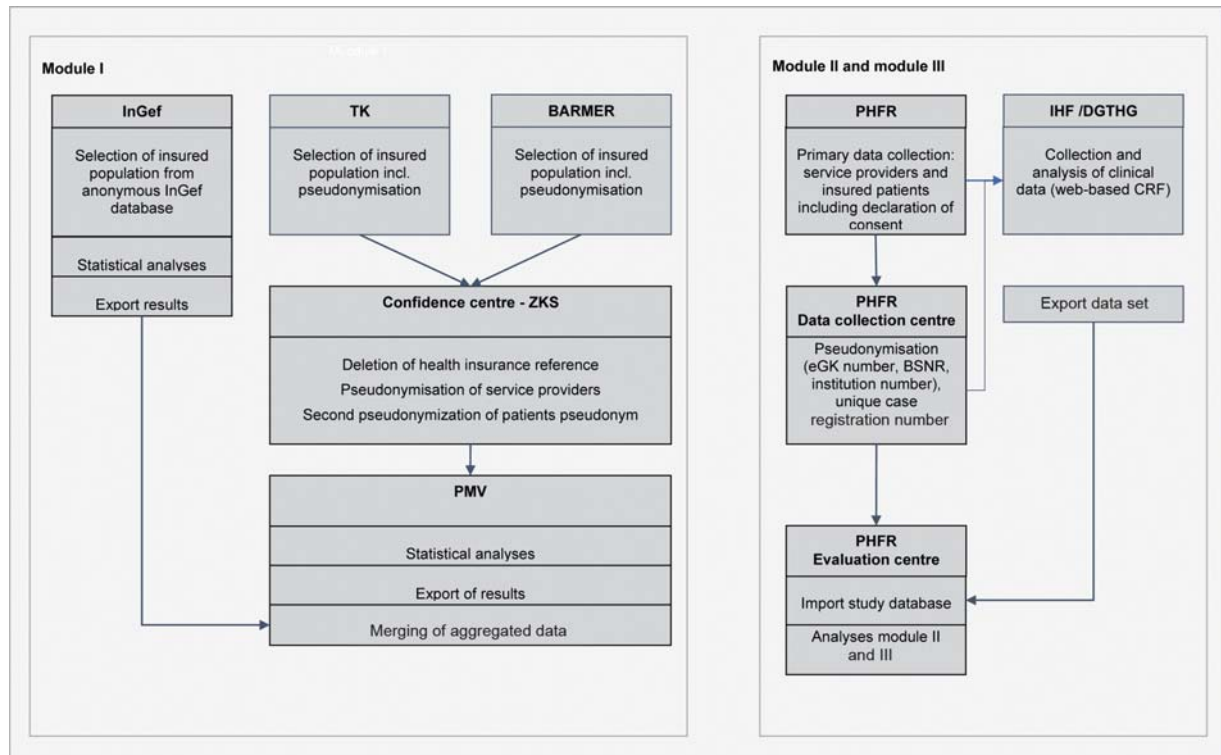 Module I
InGef
Selection of insured
population from
anonymous InGef
database
Statistical analyses
Export results
TK
Selection of insured
population incl.
pseudonymisation
BARMER
Selection of insured
population incl.
pseudonymisation
Confidence centre - ZKS
Deletion of health insurance reference
Pseudonymisation of service providers
Second pseudonymization of patients pseudonym
PMV
Statistical analyses
Export of results
Merging of aggregated data
Module II and module III
PHFR
Primary data collection:
service providers and
insured patients
including declaration of
consent
IHF /DGTHG
Collection and
analysis of clinical
data (web-based CRF)
PHFR
Data collection centre
Pseudonymisation
(eGK number, BSNR,
institution number),
unique case
registration number
Export data set
PHFR
Evaluation centre
Import study database
Analyses module II
and III